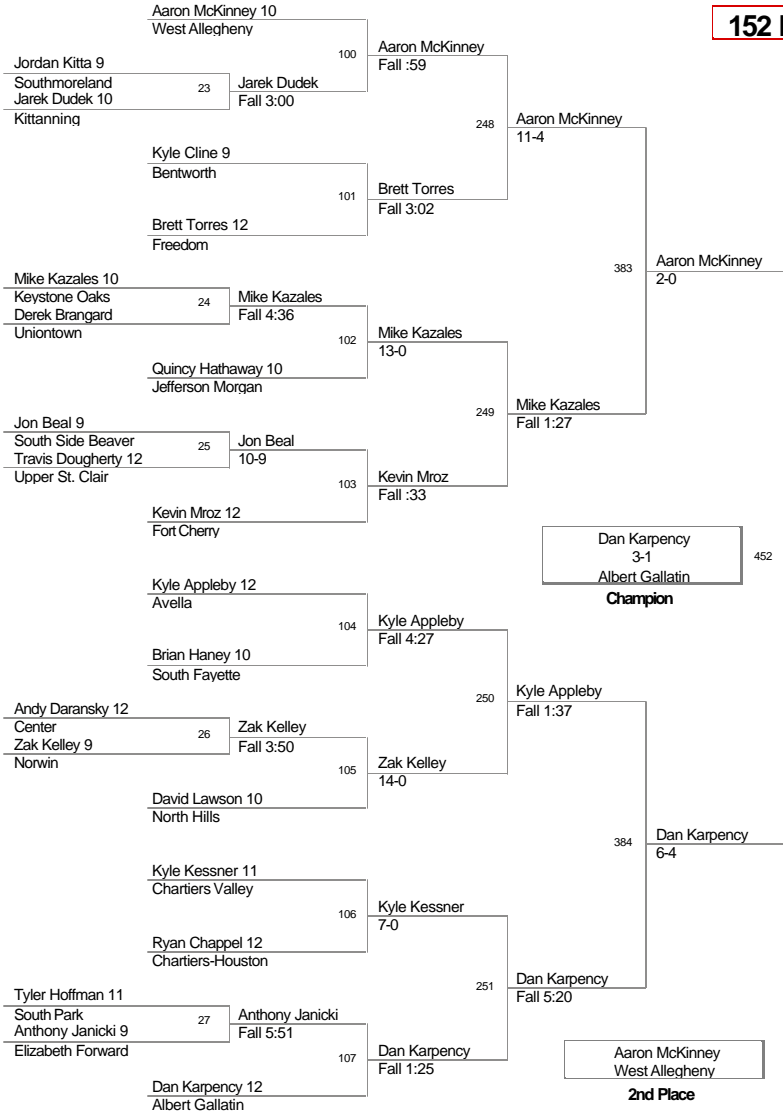 Aaron McKinney 10
West Allegheny
152 l
100
Aaron McKinney
Fall :59
Jordan Kitta 9
Southmoreland
23
Jarek Dudek
Jarek Dudek 10
Fall 3:00
Kittanning
248
Aaron McKinney
11-4
Kyle Cline 9
Bentworth
101
Brett Torres
Fall 3:02
Brett Torres 12
Freedom
383
Aaron McKinney
2-0
Mike Kazales 10
Keystone Oaks
24
Mike Kazales
Derek Brangard
Fall 4:36
Uniontown
102
Mike Kazales
13-0
Quincy Hathaway 10
Jefferson Morgan
249
Mike Kazales
Fall 1:27
Jon Beal 9
South Side Beaver
25
Jon Beal
Travis Dougherty 12
10-9
Upper St. Clair
103
Kevin Mroz
Fall :33
Kevin Mroz 12
Fort Cherry
Dan Karpency
3-1
452
Albert Gallatin
Champion
Kyle Appleby 12
Avella
104
Kyle Appleby
Fall 4:27
Brian Haney 10
South Fayette
250
Kyle Appleby
Fall 1:37
Andy Daransky 12
Center
26
Zak Kelley
Zak Kelley 9
Fall 3:50
Norwin
105
Zak Kelley
14-0
David Lawson 10
North Hills
384
Dan Karpency
6-4
Kyle Kessner 11
Chartiers Valley
106
Kyle Kessner
7-0
Ryan Chappel 12
Chartiers-Houston
251
Dan Karpency
Fall 5:20
Tyler Hoffman 11
South Park
27
Anthony Janicki
Anthony Janicki 9
Fall 5:51
Elizabeth Forward
107
Dan Karpency
Fall 1:25
Dan Karpency 12
Albert Gallatin
Aaron McKinney
West Allegheny
2nd Place